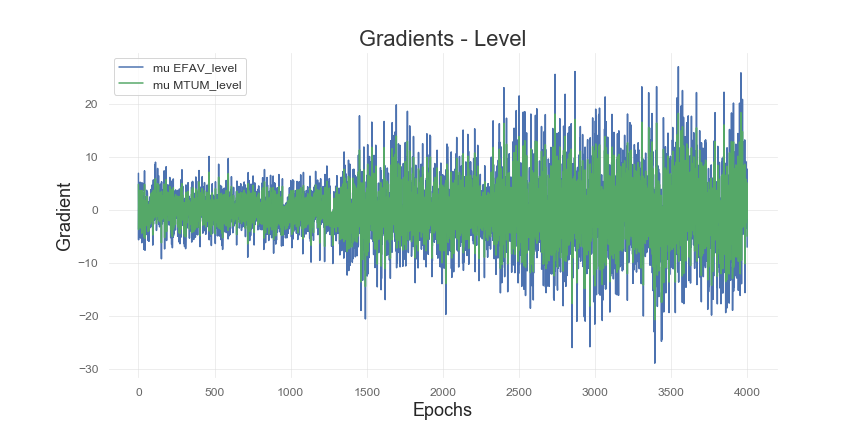 Gradients - Level
mu EFAV_level
mu MTUM_level
20
10
0
−10
−20
−30
Gradient
0 500 1000 1500 2000 2500 3000 3500 4000
Epochs